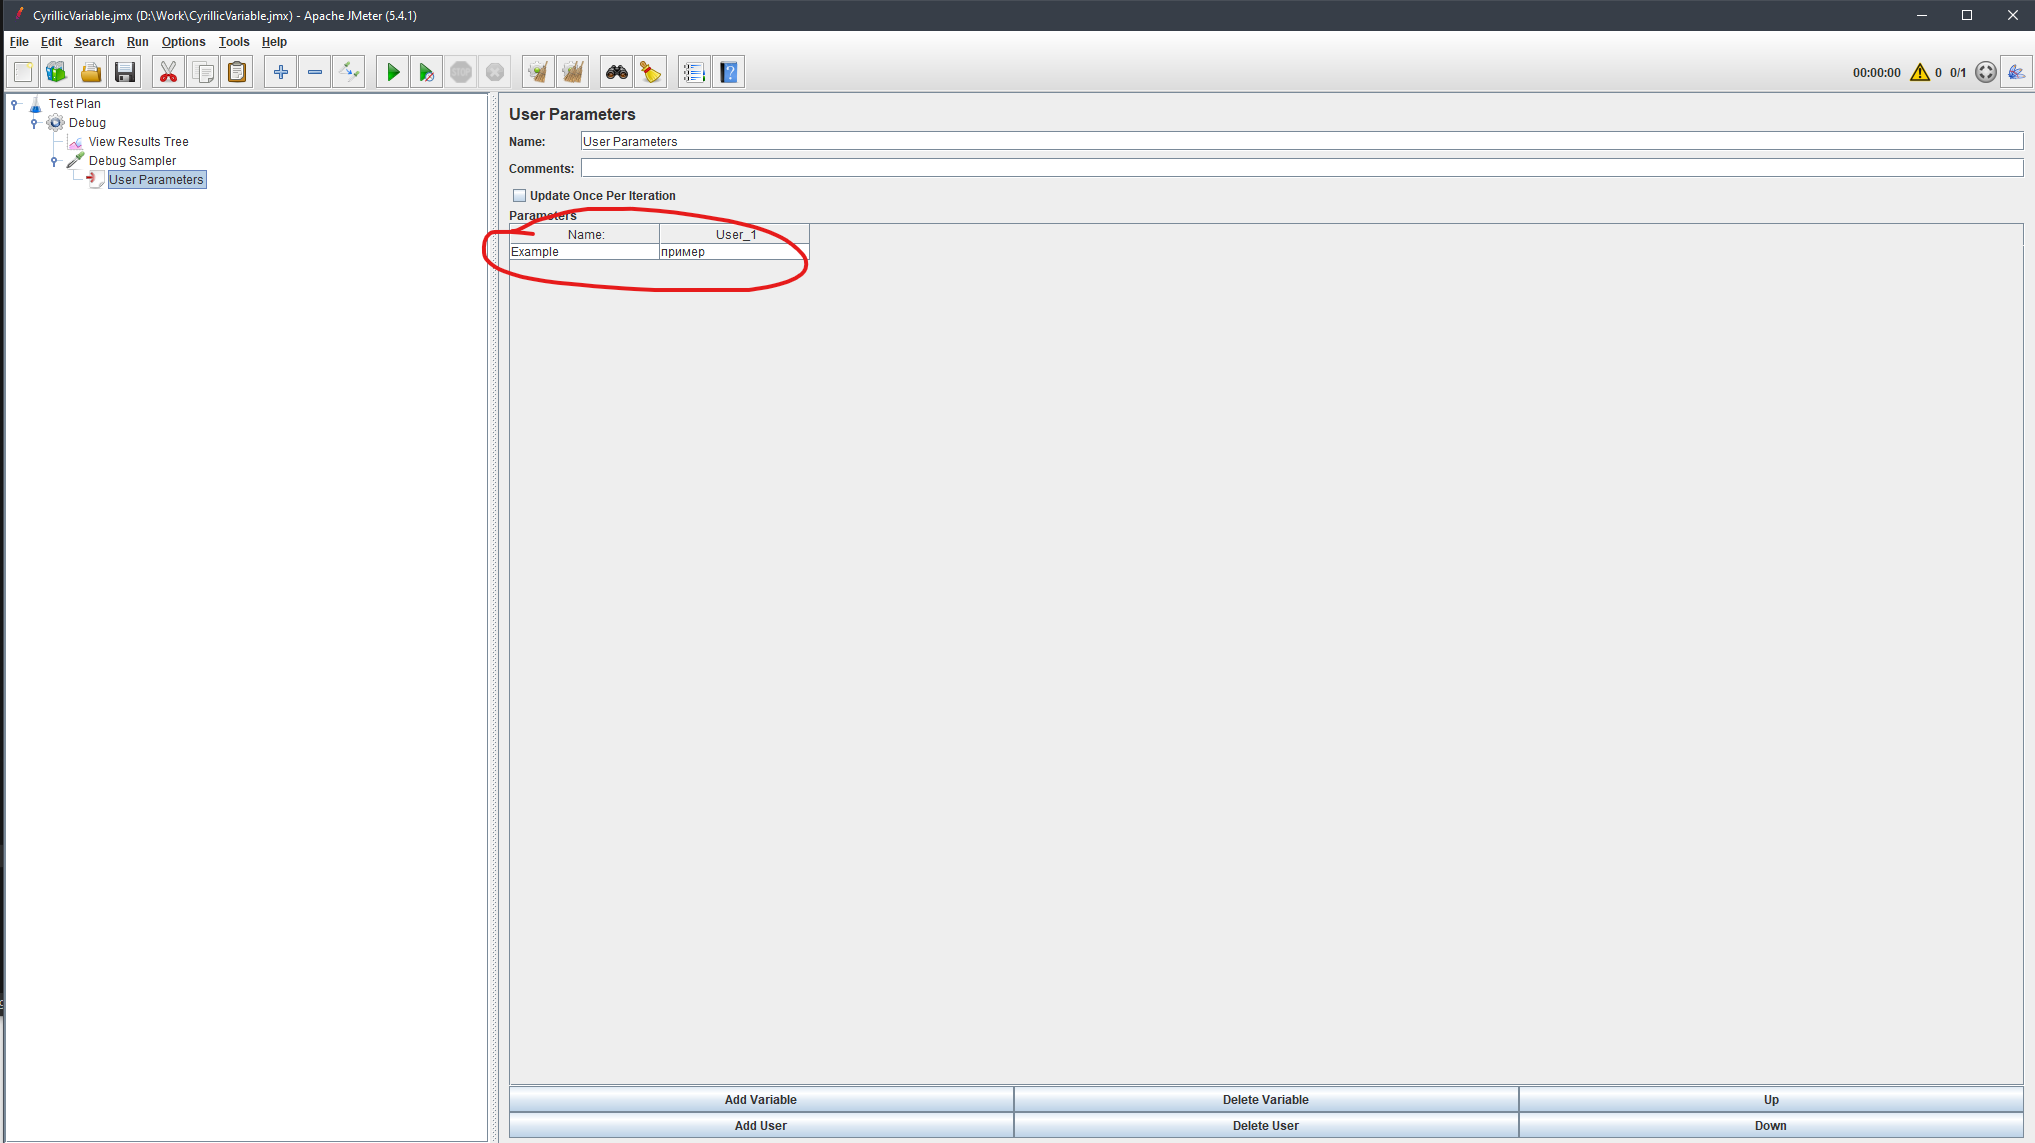 CyrillicVariable.jmx (D:\Work\CyrillicVariable.jmx) - Apache JMeter (5.4.1)
File Edit Search Run Options Tools Help
STOP
00:00:00 0 0/1
Test Plan
Debug
View Results Tree
Debug Sampler
User Parameters
User Parameters
Name: User Parameters
Comments:
Update Once Per Iteration
Parameters
Name: User_1
Example пример
Add Variable Delete Variable Up
Add User Delete User Down